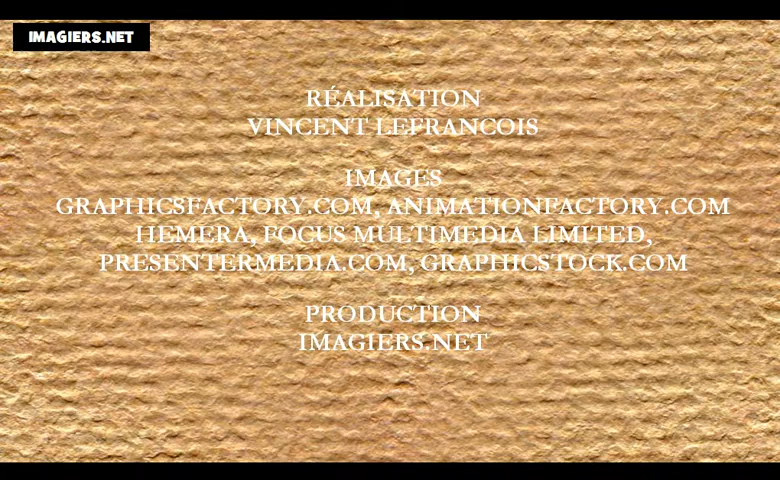 IMAGIERS.NET
RÉALISATION
VINCENT LEFRANCOIS
IMAGES
GRAPHICSFACTORY.COM, ANIMATIONFACTORY.COM
HEMERA, FOCUS MULTIMEDIA LIMITED,
PRESENTERMEDIA.COM, GRAPHICSTOCK.COM
PRODUCTION
IMAGIERS.NET